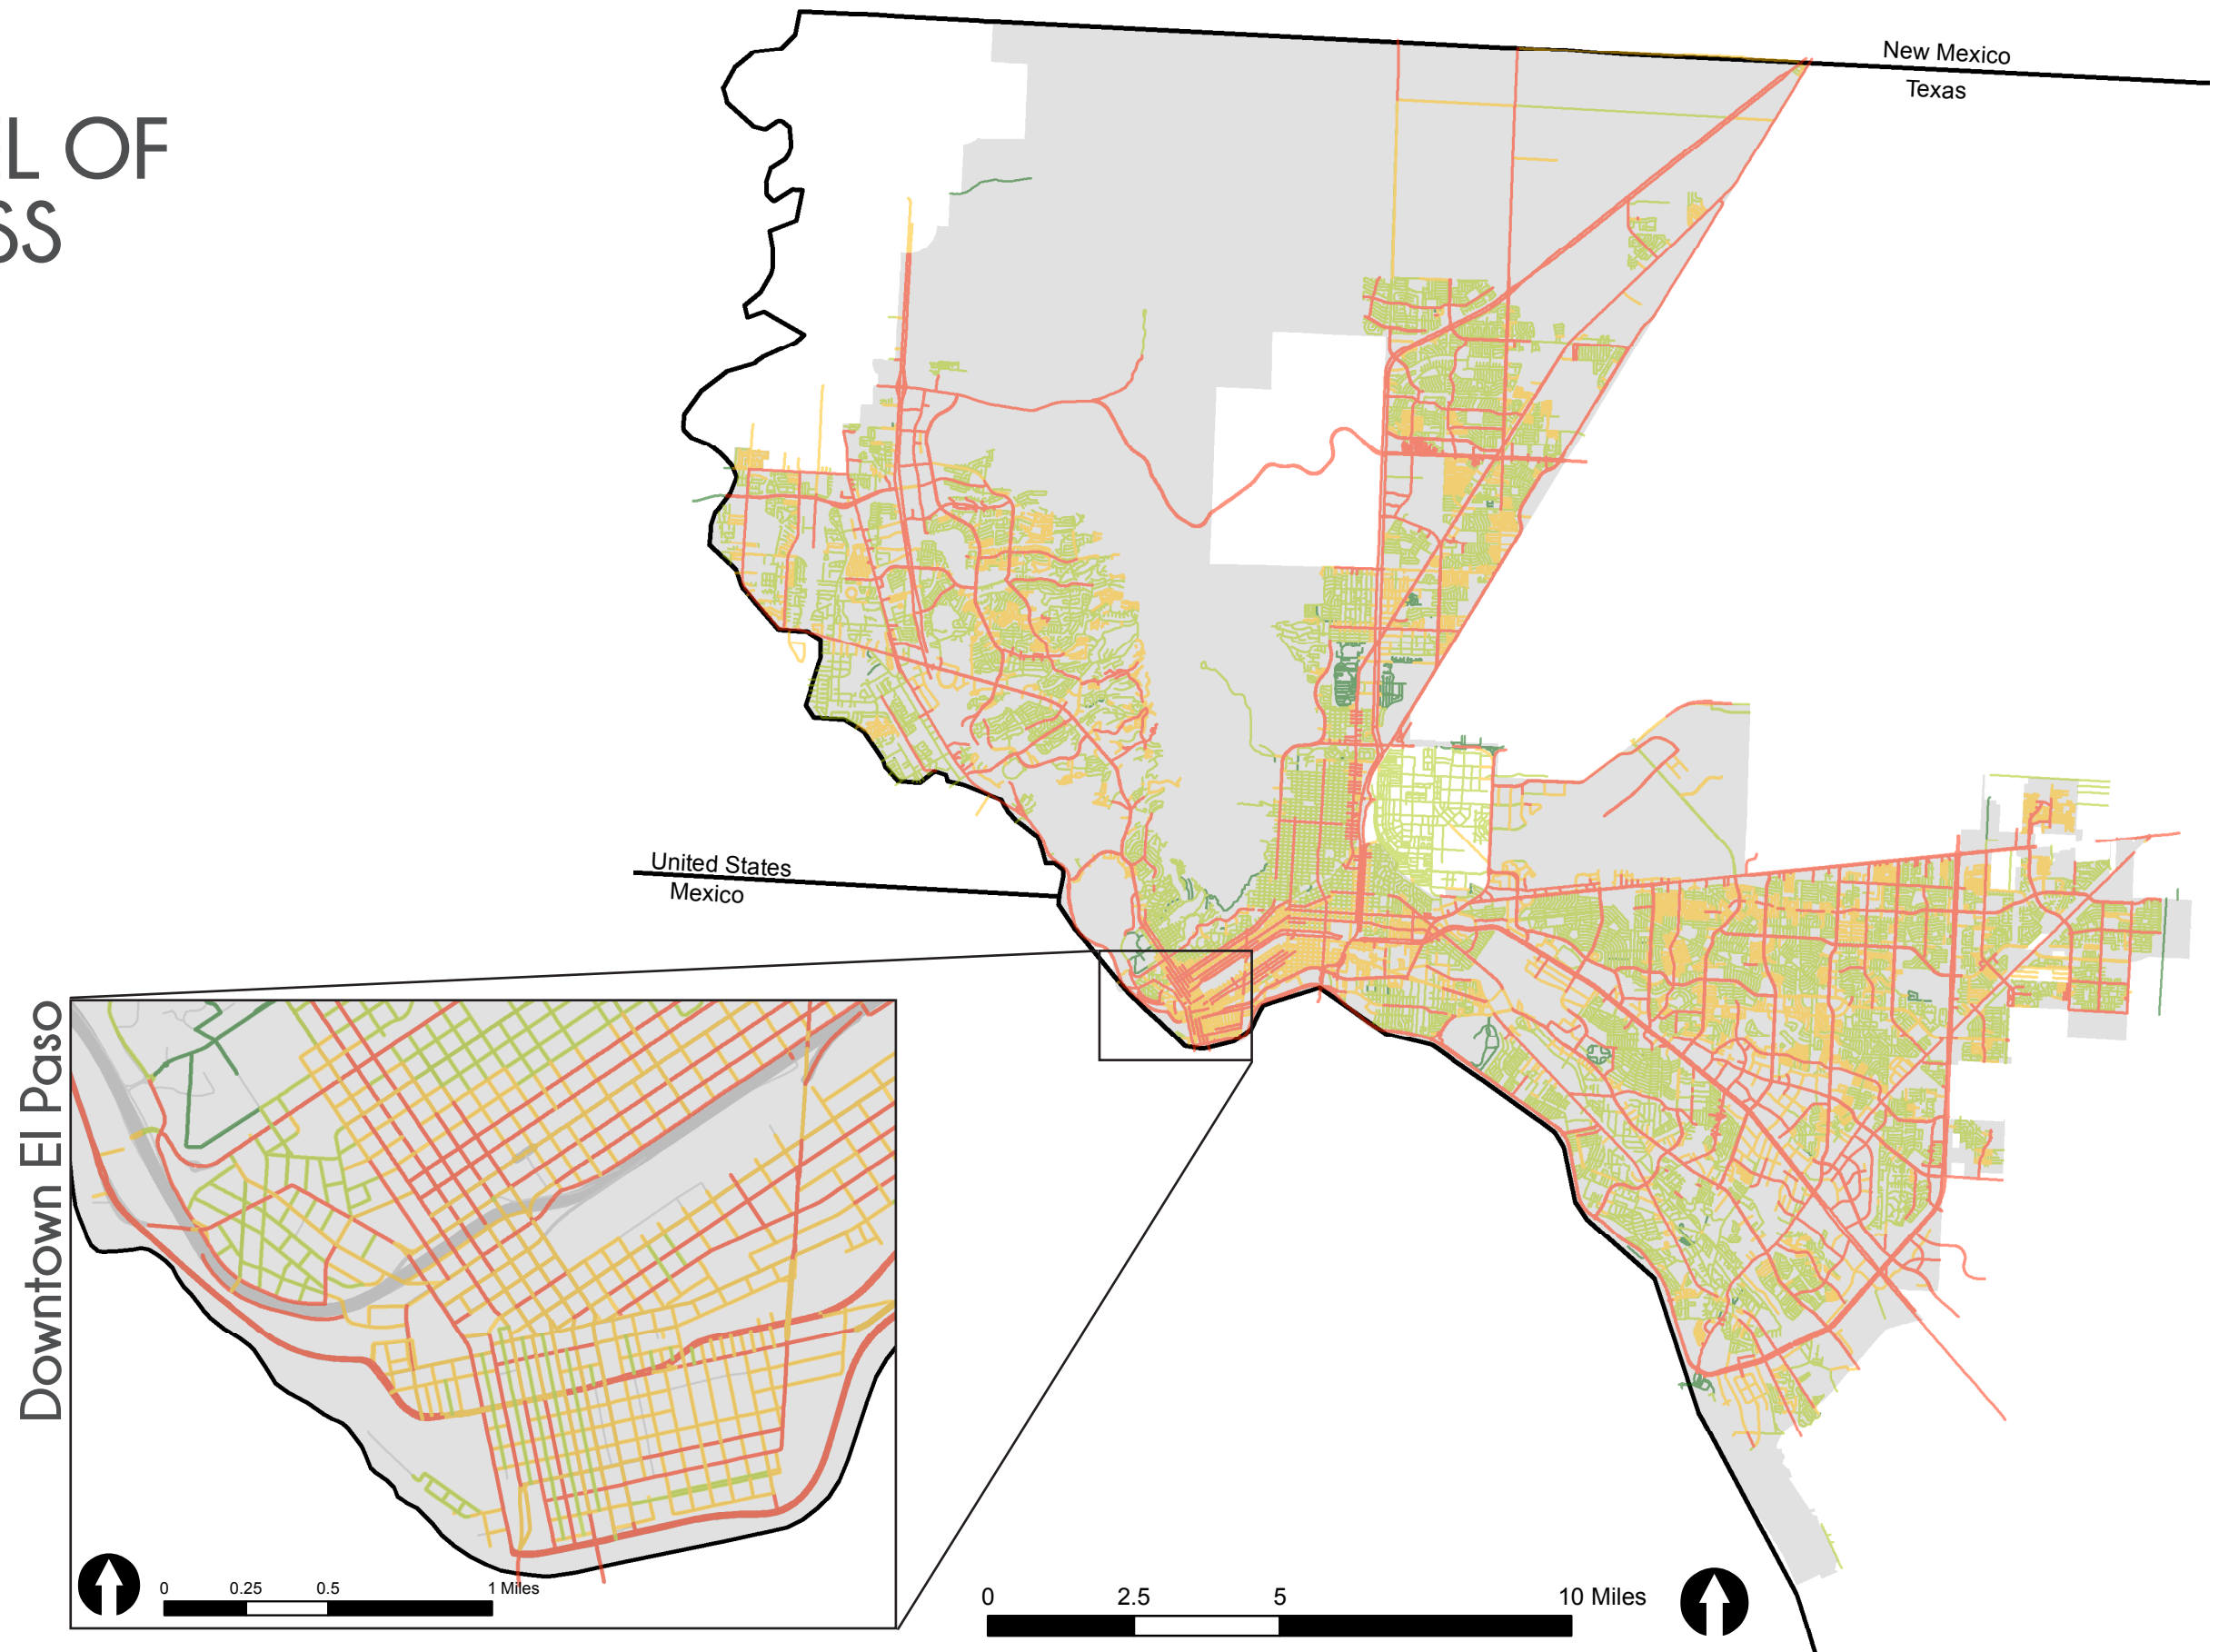 L OF
SS
New Mexico
Texas
United States
Mexico
Downtown El Paso
0 0.25 0.5 1 Miles
0 2.5 5 10 Miles